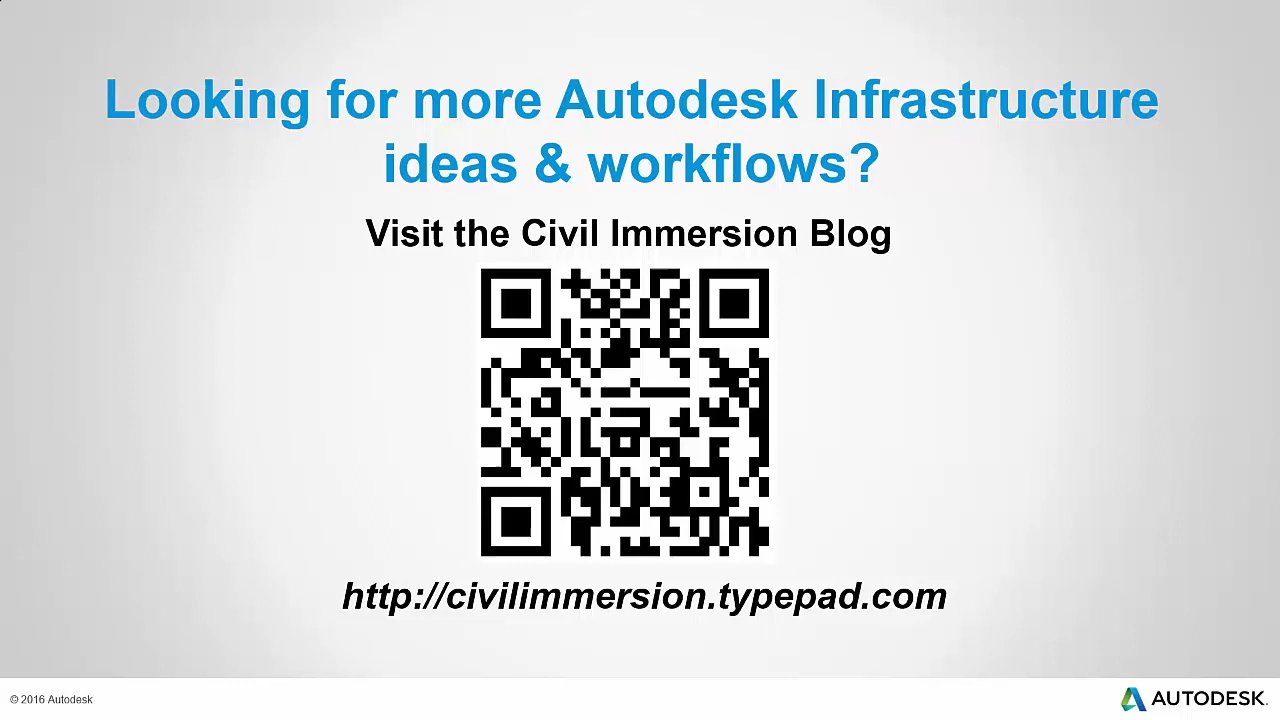 Looking for more Autodesk Infrastructure
ideas & workflows?
Visit the Civil Immersion Blog
http://civilimmersion.typepad.com
© 2016 Autodesk
AUTODESK.